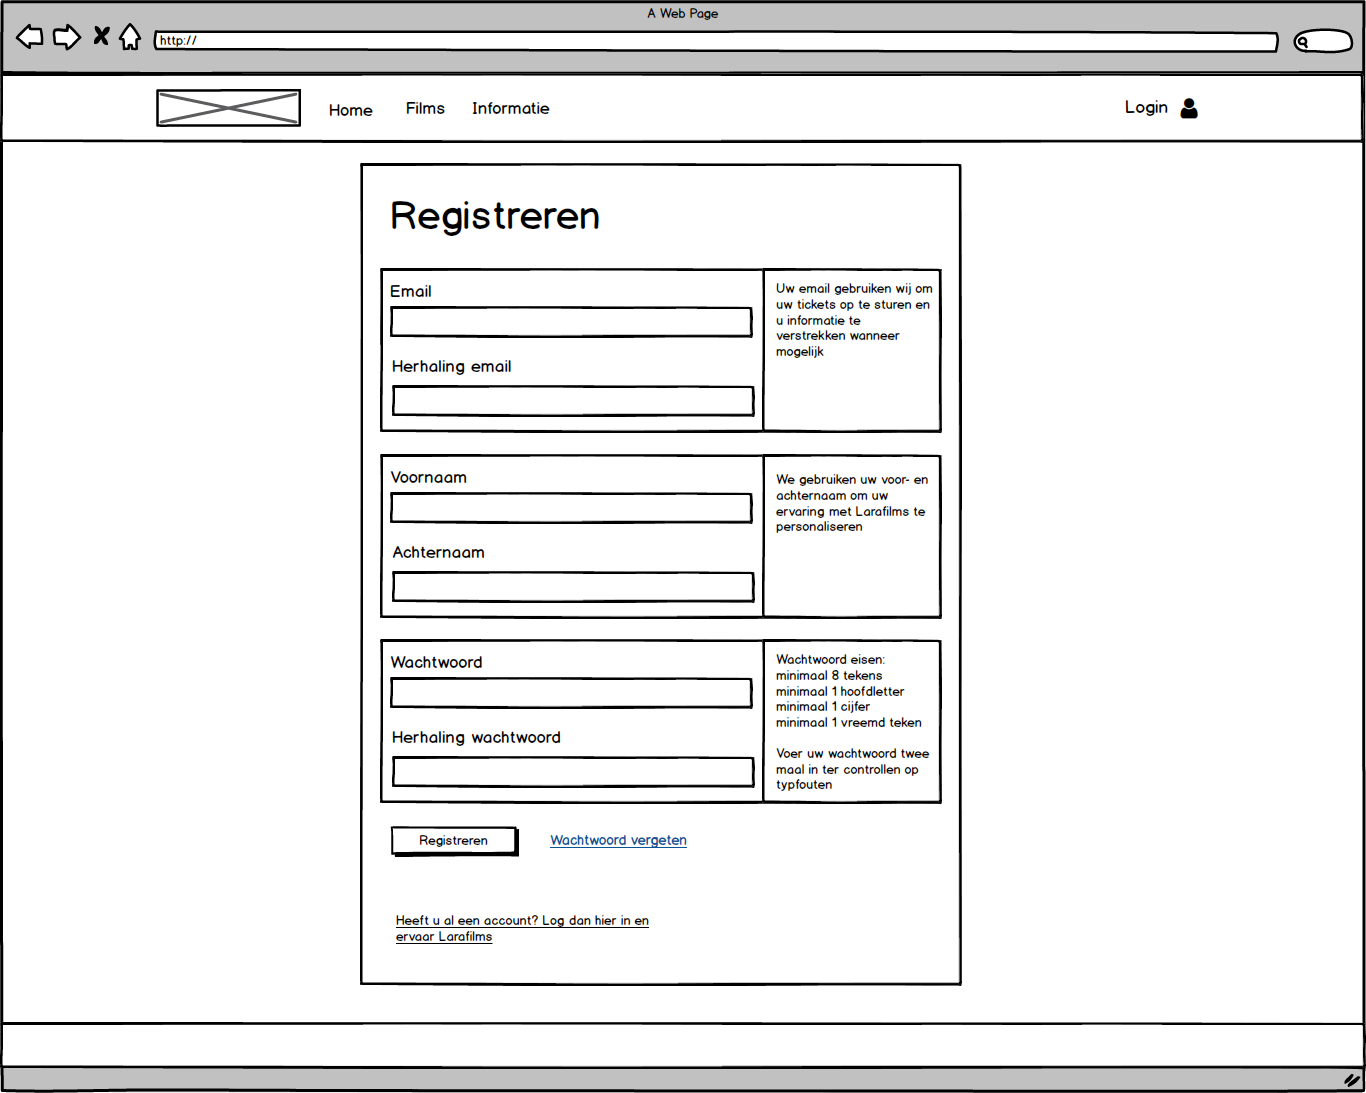 A Web Page
http://
Home Films Informatie Login
Registreren
Email
Uw email gebruiken wij om
uw tickets op te sturen en
u informatie te
verstrekken wanneer
mogelijk
Herhaling email
Voornaam
We gebruiken uw voor- en
achternaam om uw
ervaring met Larafilms te
personaliseren
Achternaam
Wachtwoord
Wachtwoord eisen:
minimaal 8 tekens
minimaal 1 hoofdletter
minimaal 1 cijfer
minimaal 1 vreemd teken
Voer uw wachtwoord twee
maal in ter controllen op
typfouten
Herhaling wachtwoord
Registreren Wachtwoord vergeten
Heeft u al een account? Log dan hier in en
ervaar Larafilms